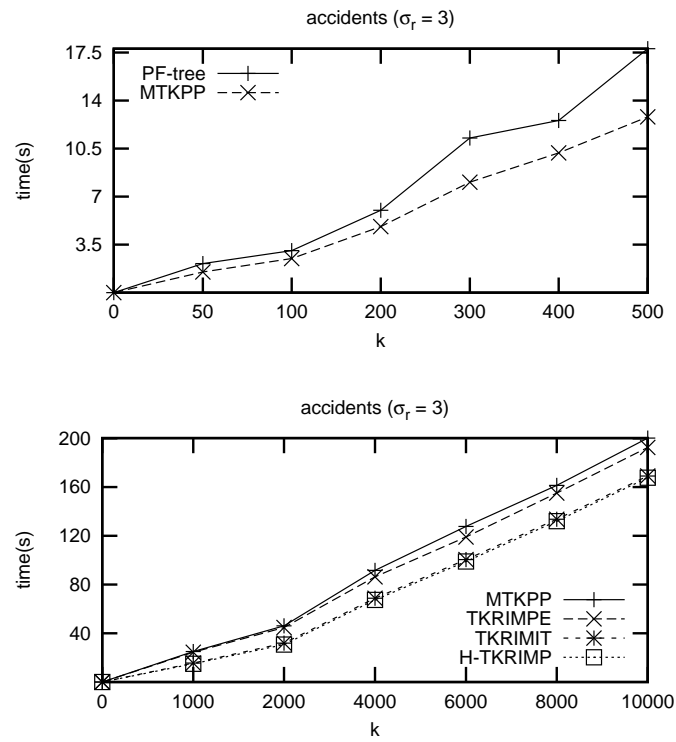 accidents (σr = 3)
17.5
14
10.5
7
3.5
time(s)
PF-tree
MTKPP
0 50 100 200 300 400 500
k
accidents (σr = 3)
200
160
120
80
40
time(s)
MTKPP
TKRIMPE
TKRIMIT
H-TKRIMP
0 1000 2000 4000 6000 8000 10000
k